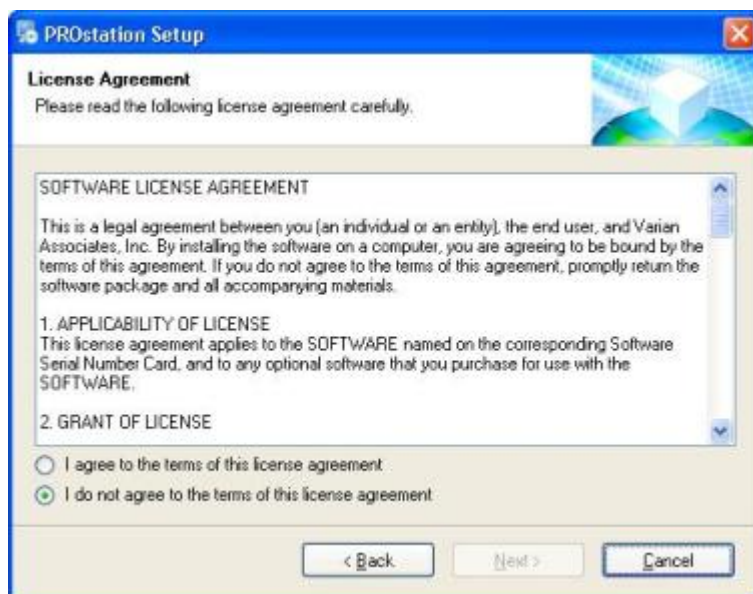 PROstation Setup
License Agreement
Please read the following license agreement carefully.
SOFTWARE LICENSE AGREEMENT
This is a legal agreement between you (an individual or an entity), the end user, and Varian
Associates, Inc. By installing the software on a computer, you are agreeing to be bound by the
terms of this agreement. If you do not agree to the terms of this agreement, promptly return the
software package and all accompanying materials.
1. APPLICABILITY OF LICENSE
This license agreement applies to the SOFTWARE named on the corresponding Software
Serial Number Card, and to any optional software that you purchase for use with the
SOFTWARE.
2. GRANT OF LICENSE
I agree to the terms of this license agreement
I do not agree to the terms of this license agreement
< Back
Next >
Cancel